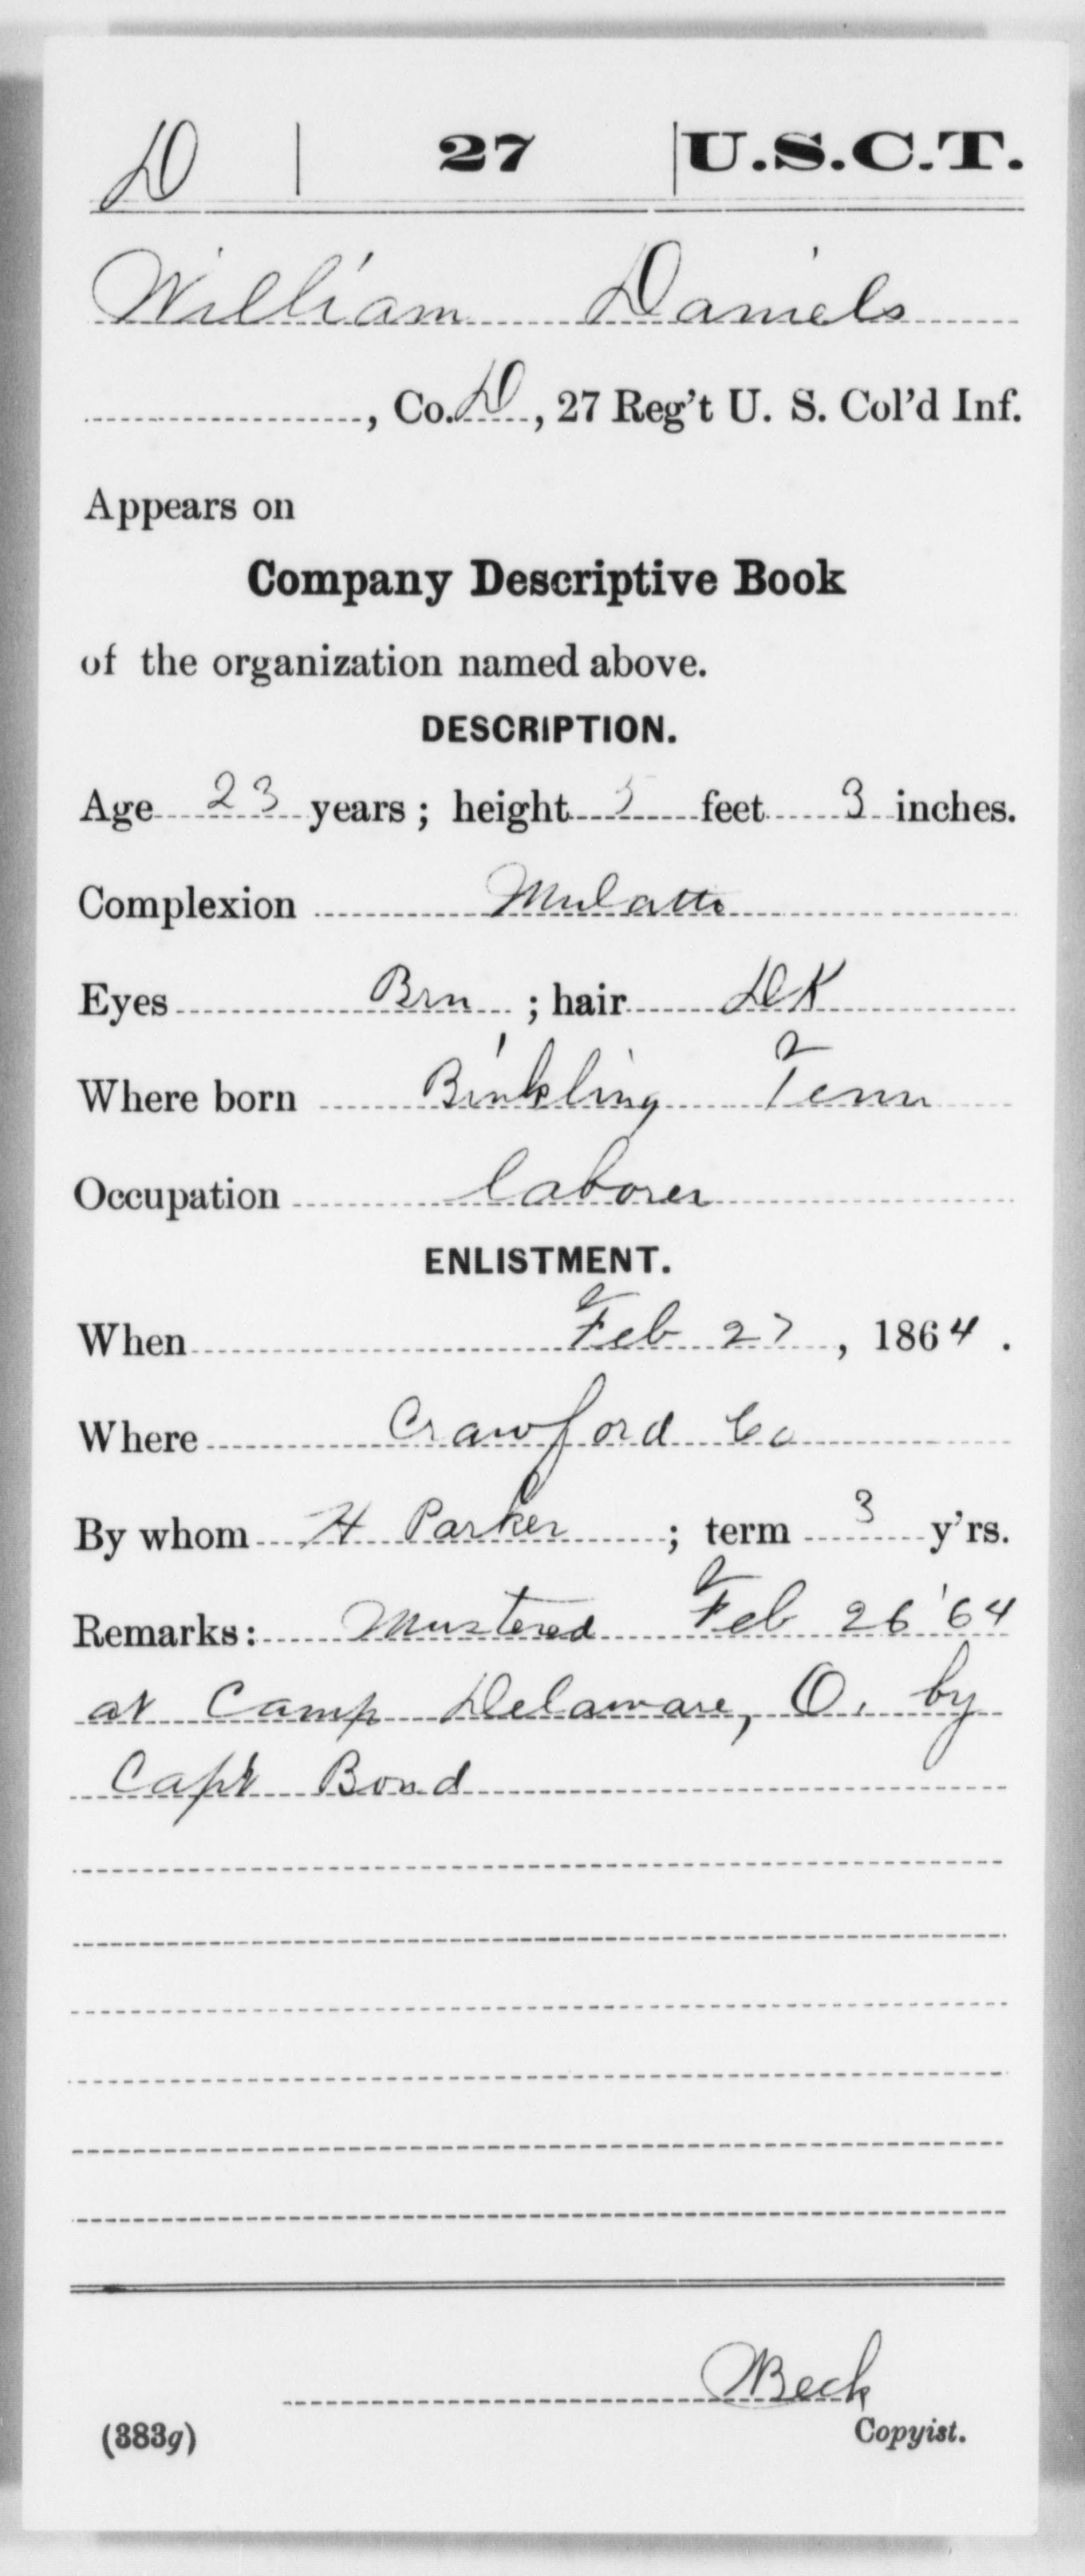 D | 27 | U.S.C.T.
William Daniels
, Co. D, 27 Reg't U. S. Col'd Inf.
Appears on
Company Descriptive Book
of the organization named above.
DESCRIPTION.
Age 23 years; height 5 feet 3 inches.
Complexion Mulatto
Eyes Brn; hair DK
Where born Binkling Tenn
Occupation laborer
ENLISTMENT.
When Feb 27, 1864.
Where Crawford Co
By whom H Parker; term 3 y'rs.
Remarks: Mustered Feb 26 '64
at Camp Delaware, O. by
Capt Bond
Beck
(383g) Copyist.